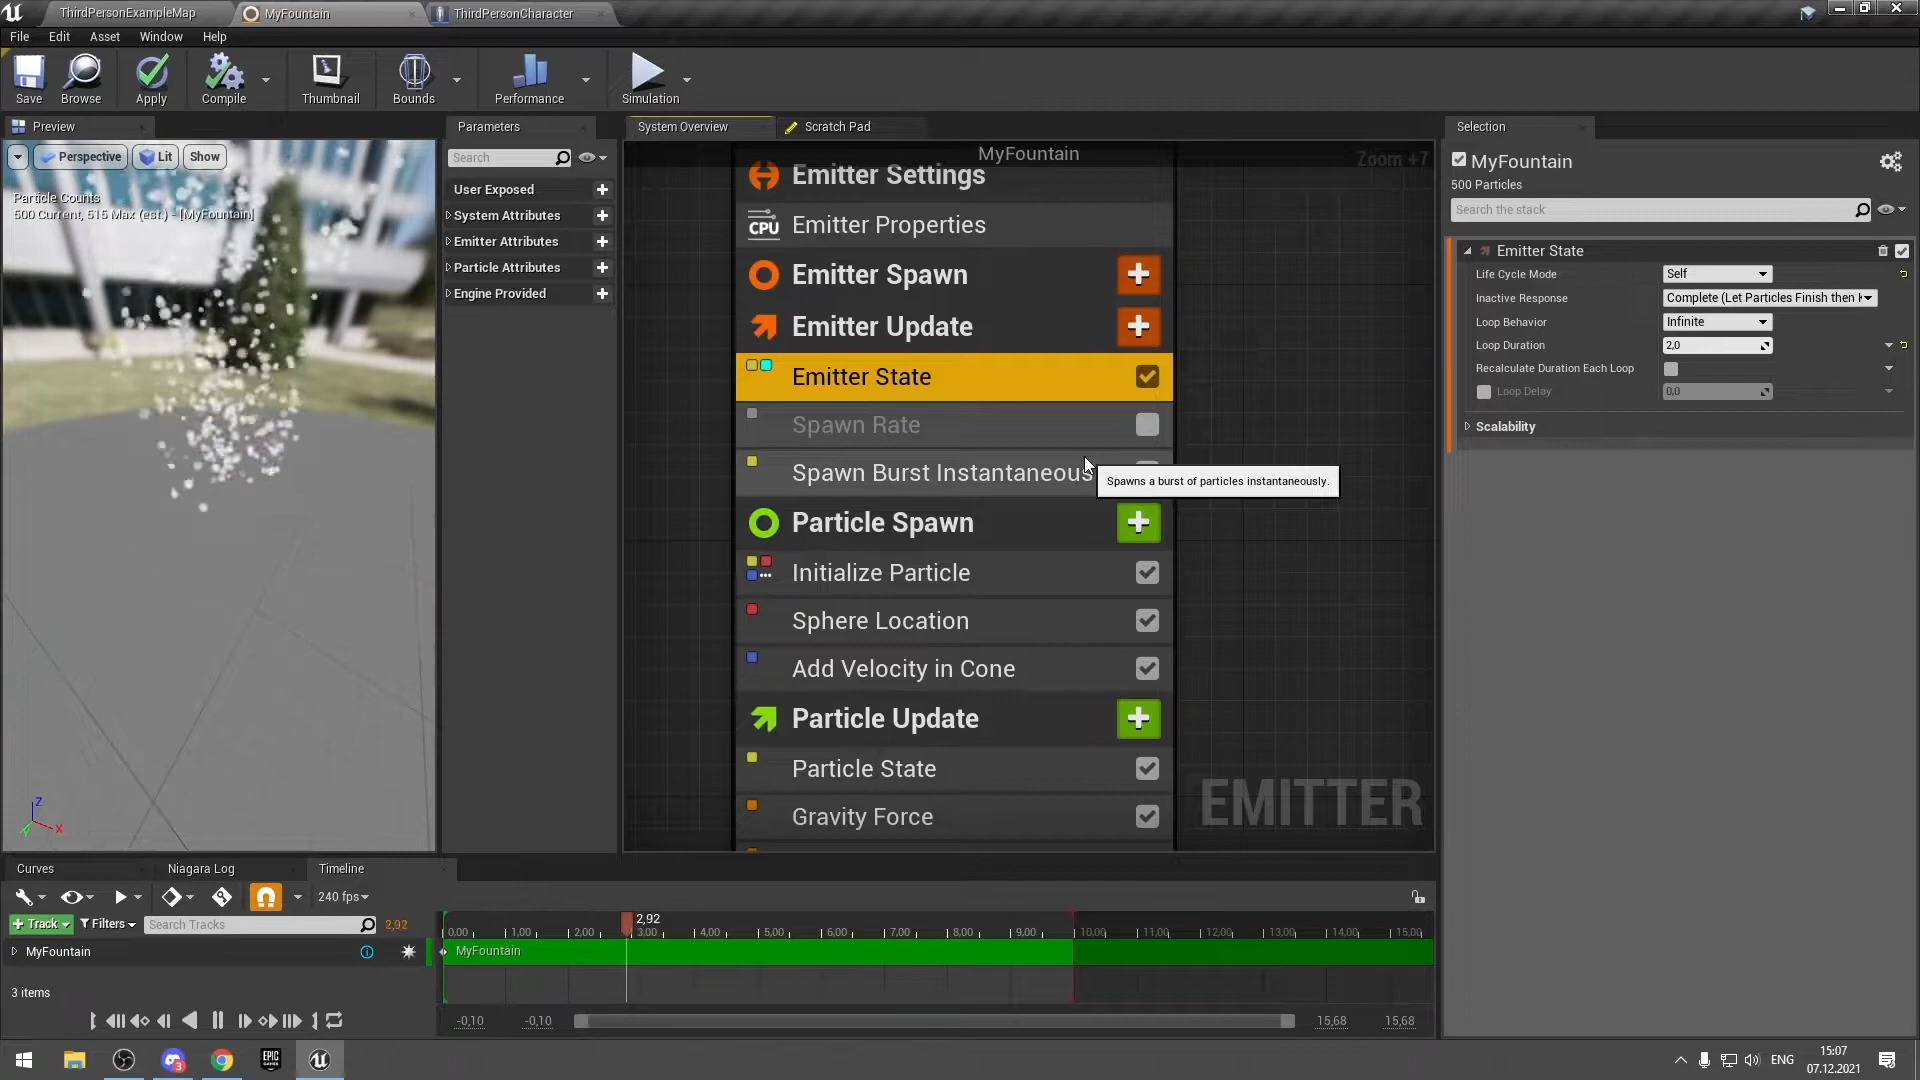 ThirdPersonExampleMap
MyFountain
ThirdPersonCharacter
File Edit Asset Window Help
Save
Browse
Apply
Compile
Thumbnail
Bounds
Performance
Simulation
Preview
Perspective
Lit
Show
Particle Counts
500 Current, 515 Max (est.) - [MyFountain]
Z
X
Y
Parameters
Search
User Exposed
System Attributes
Emitter Attributes
Particle Attributes
Engine Provided
System Overview
Scratch Pad
MyFountain
Zoom +7
Emitter Settings
CPU
Emitter Properties
Emitter Spawn
Emitter Update
Emitter State
Spawn Rate
Spawn Burst Instantaneous
Spawns a burst of particles instantaneously.
Particle Spawn
Initialize Particle
Sphere Location
Add Velocity in Cone
Particle Update
Particle State
Gravity Force
EMITTER
Selection
MyFountain
500 Particles
Search the stack
Emitter State
Life Cycle Mode Self
Inactive Response Complete (Let Particles Finish then
Loop Behavior Infinite
Loop Duration 2,0
Recalculate Duration Each Loop
Loop Delay 0,0
Scalability
Curves
Niagara Log
Timeline
240 fps
+ Track
Filters
Search Tracks
2,92
MyFountain
3 items
2,92
0,00 1,00 2,00 3,00 4,00 5,00 6,00 7,00 8,00 9,00 10,00 11,00 12,00 13,00 14,00 15,00
MyFountain
-0,10 -0,10 15,68 15,68
3
EPIC
GAMES
ENG
15:07
07.12.2021